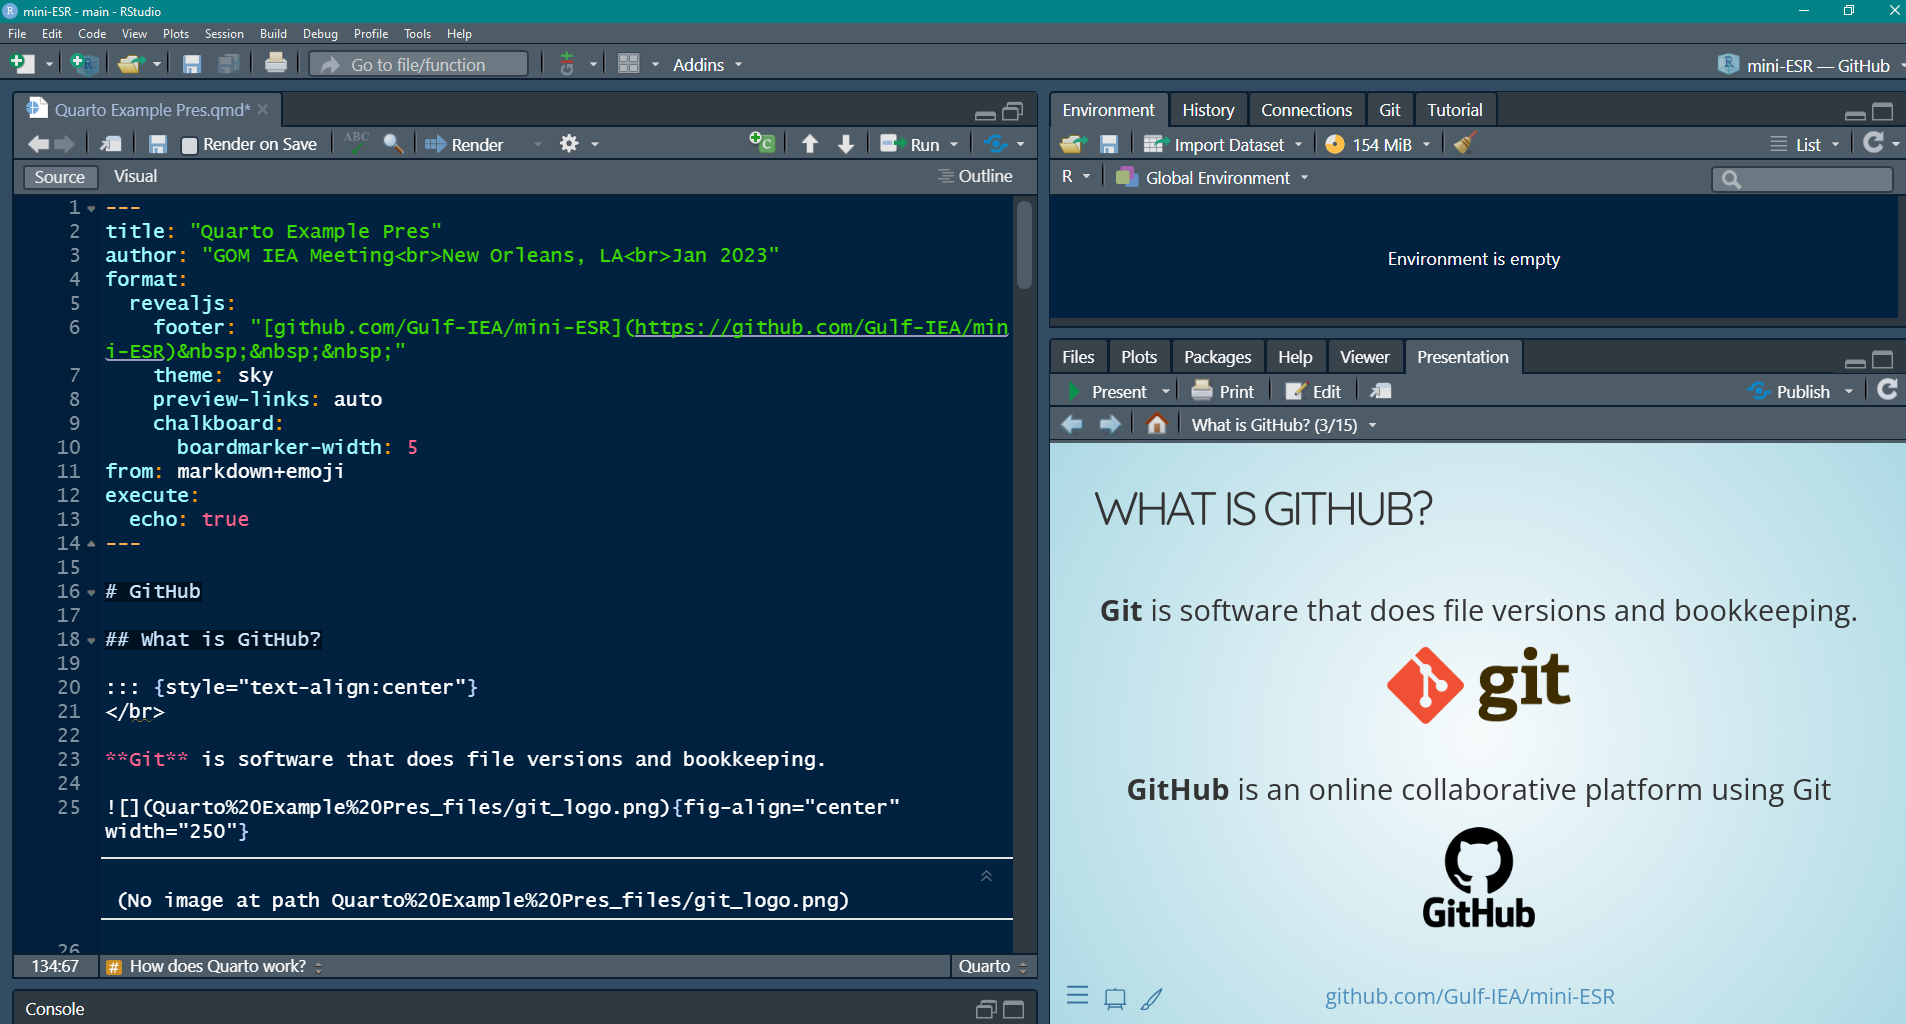 mini-ESR - main - RStudio
File Edit Code View Plots Session Build Debug Profile Tools Help
Go to file/function Addins mini-ESR — GitHub
Quarto Example Pres.qmd*
Render on Save ABC Render Run
Source Visual Outline
1 ---
2 title: "Quarto Example Pres"
3 author: "GOM IEA Meeting<br>New Orleans, LA<br>Jan 2023"
4 format:
5 revealjs:
6 footer: "[github.com/Gulf-IEA/mini-ESR](https://github.com/Gulf-IEA/min
i-ESR)&nbsp;&nbsp;&nbsp;"
7 theme: sky
8 preview-links: auto
9 chalkboard:
10 boardmarker-width: 5
11 from: markdown+emoji
12 execute:
13 echo: true
14 ---
15
16 # GitHub
17
18 ## What is GitHub?
19
20 ::: {style="text-align:center"}
21 </br>
22
23 **Git** is software that does file versions and bookkeeping.
24
25 ![](Quarto%20Example%20Pres_files/git_logo.png){fig-align="center"
width="250"}
(No image at path Quarto%20Example%20Pres_files/git_logo.png)
26
134:67 # How does Quarto work? Quarto
Console
Environment History Connections Git Tutorial
Import Dataset 154 MiB List
R Global Environment
Environment is empty
Files Plots Packages Help Viewer Presentation
Present Print Edit Publish
What is GitHub? (3/15)
WHAT IS GITHUB?
Git is software that does file versions and bookkeeping.
git
GitHub is an online collaborative platform using Git
GitHub
github.com/Gulf-IEA/mini-ESR